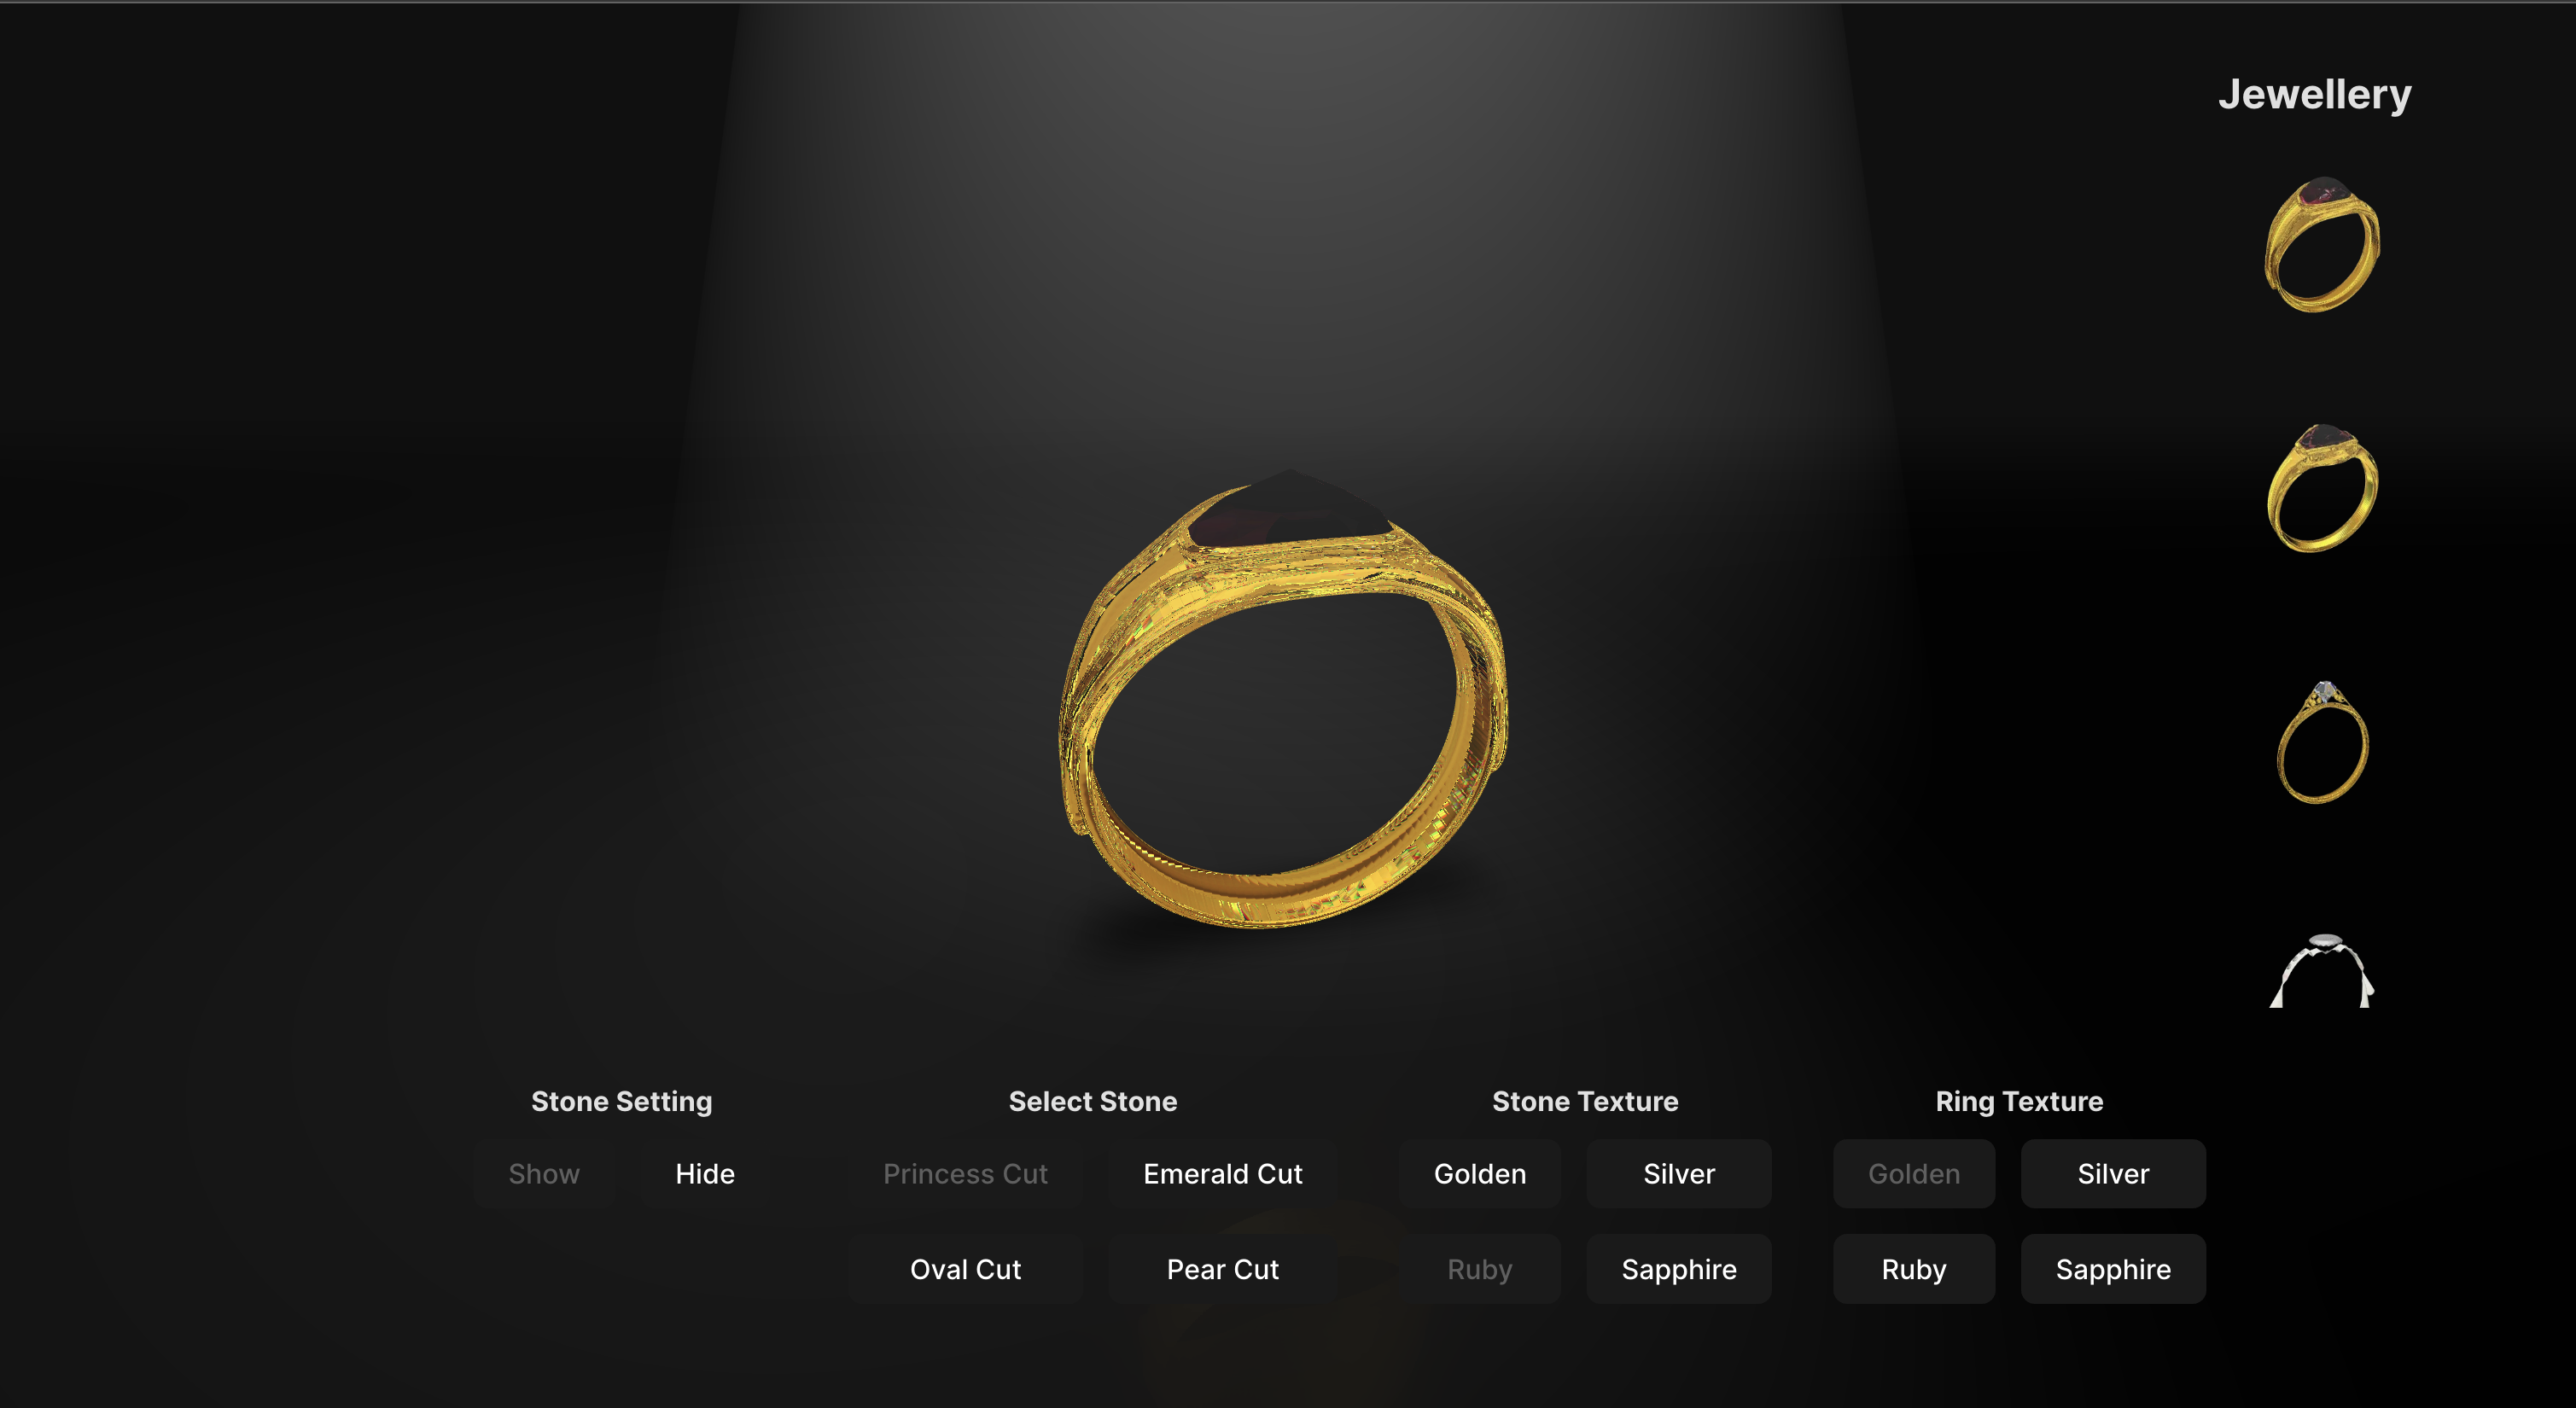 Jewellery
Stone Setting
Show Hide
Select Stone
Princess Cut Emerald Cut
Oval Cut Pear Cut
Stone Texture
Golden Silver
Ruby Sapphire
Ring Texture
Golden Silver
Ruby Sapphire